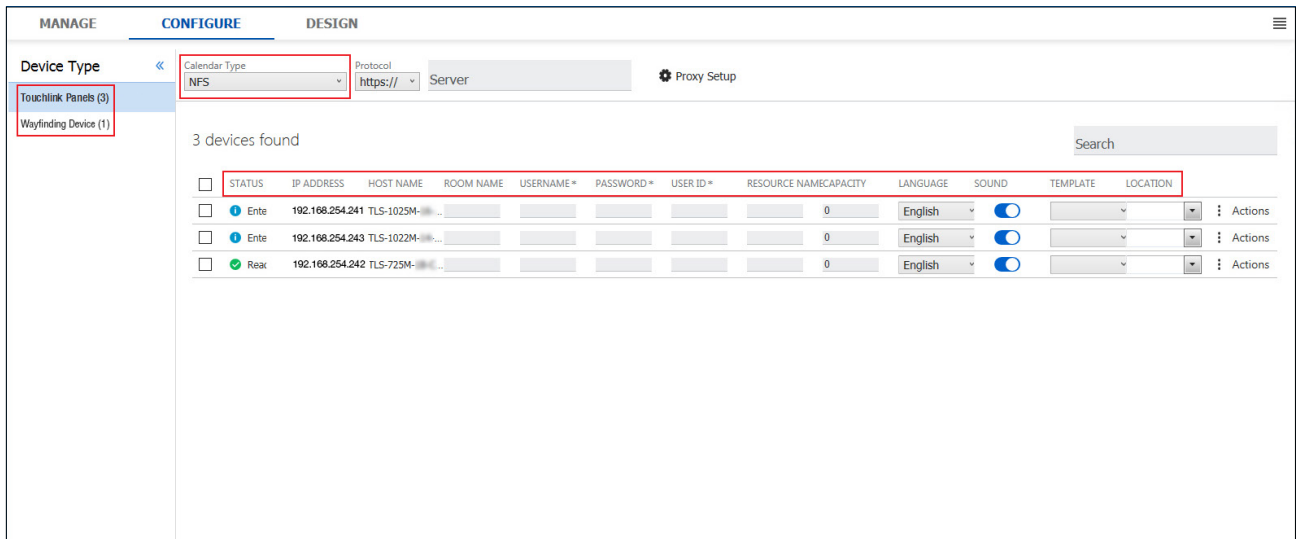 MANAGE CONFIGURE DESIGN
Device Type «
Touchlink Panels (3)
Wayfinding Device (1)
Calendar Type Protocol
NFS https:// Server Proxy Setup
3 devices found Search
STATUS IP ADDRESS HOST NAME ROOM NAME USERNAME* PASSWORD* USER ID* RESOURCE NAMECAPACITY LANGUAGE SOUND TEMPLATE LOCATION
Ente 192.168.254.241 TLS-1025M- ... 0 English Actions
Ente 192.168.254.243 TLS-1022M- ... 0 English Actions
Reac 192.168.254.242 TLS-725M- ... 0 English Actions